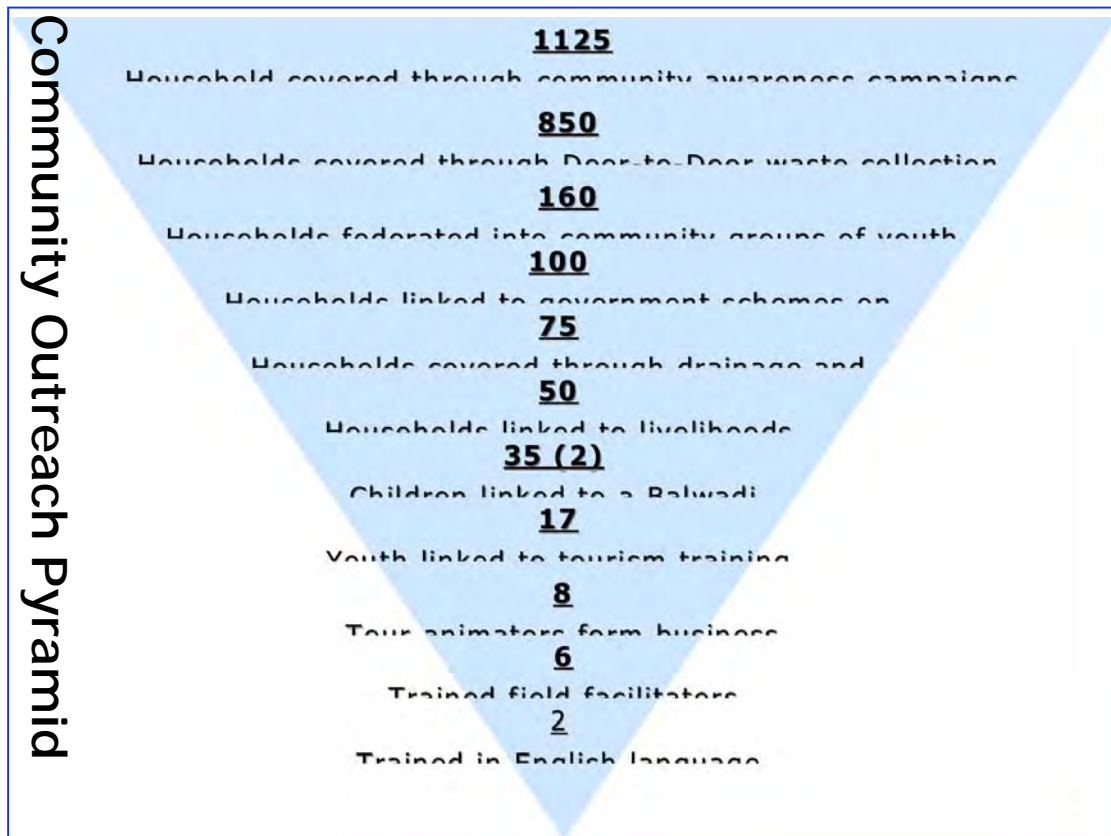 Community Outreach Pyramid
1125
Household covered through community awareness campaigns
850
Households covered through Door-to-Door waste collection
160
Households federated into community groups of youth
100
Households linked to government schemes on
75
Households covered through drainage and
50
Households linked to livelihoods
35 (2)
Children linked to a Balwadi
17
Youth linked to tourism training
8
Tour animators form business
6
Trained field facilitators
2
Trained in English language